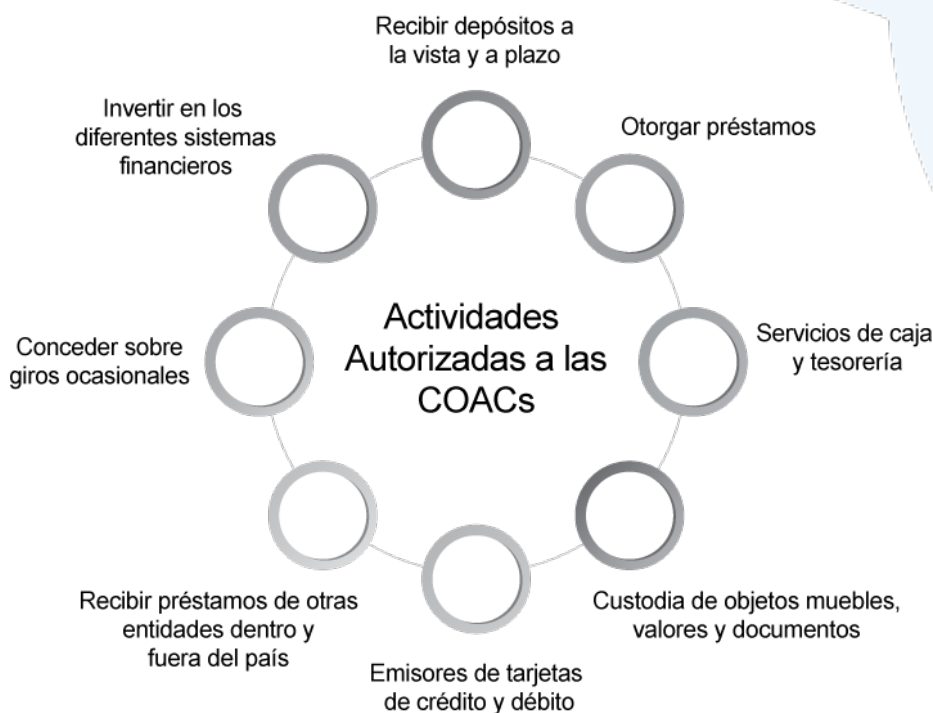 Recibir depósitos a
la vista y a plazo
Otorgar préstamos
Servicios de caja
y tesorería
Custodia de objetos muebles,
valores y documentos
Emisores de tarjetas
de crédito y débito
Recibir préstamos de otras
entidades dentro y
fuera del país
Conceder sobre
giros ocasionales
Invertir en los
diferentes sistemas
financieros
Actividades
Autorizadas a las
COACs